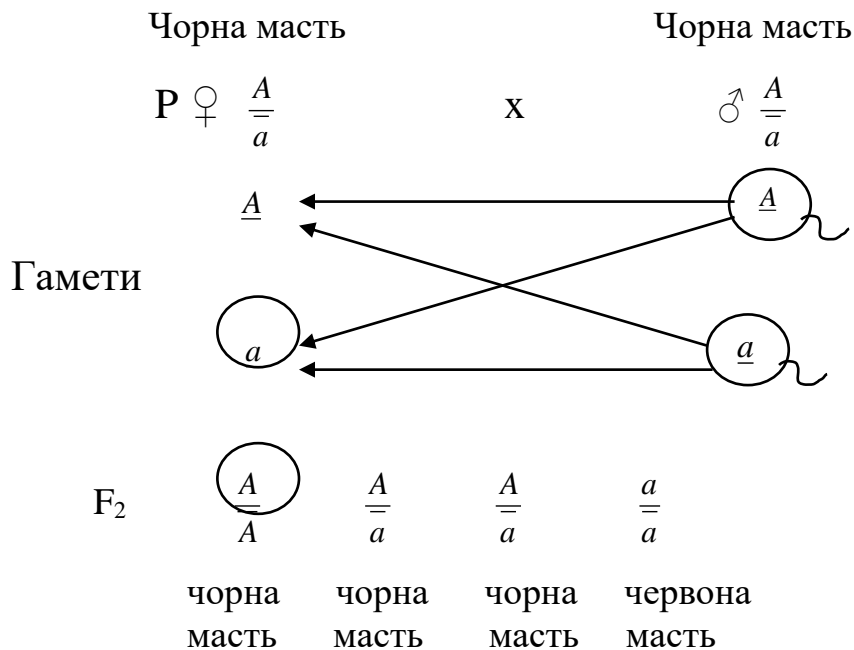 Чорна масть Чорна масть
P ♀ A x ♂ A
a a
A A
Гамети
a a
F₂ A A A a
A a a a
чорна чорна чорна червона
масть масть масть масть